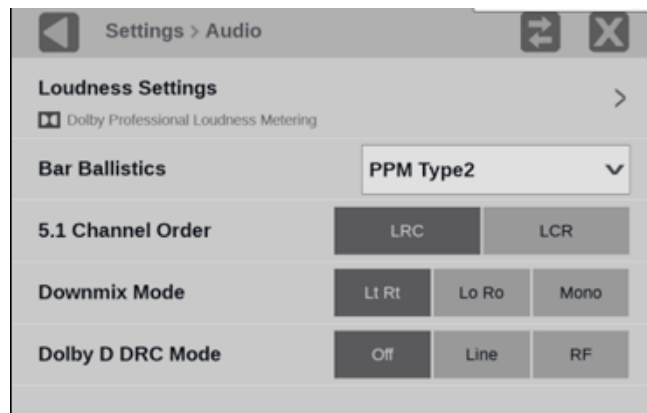 Settings > Audio
Loudness Settings
Dolby Professional Loudness Metering
Bar Ballistics PPM Type2
5.1 Channel Order LRC LCR
Downmix Mode Lt Rt Lo Ro Mono
Dolby D DRC Mode Off Line RF